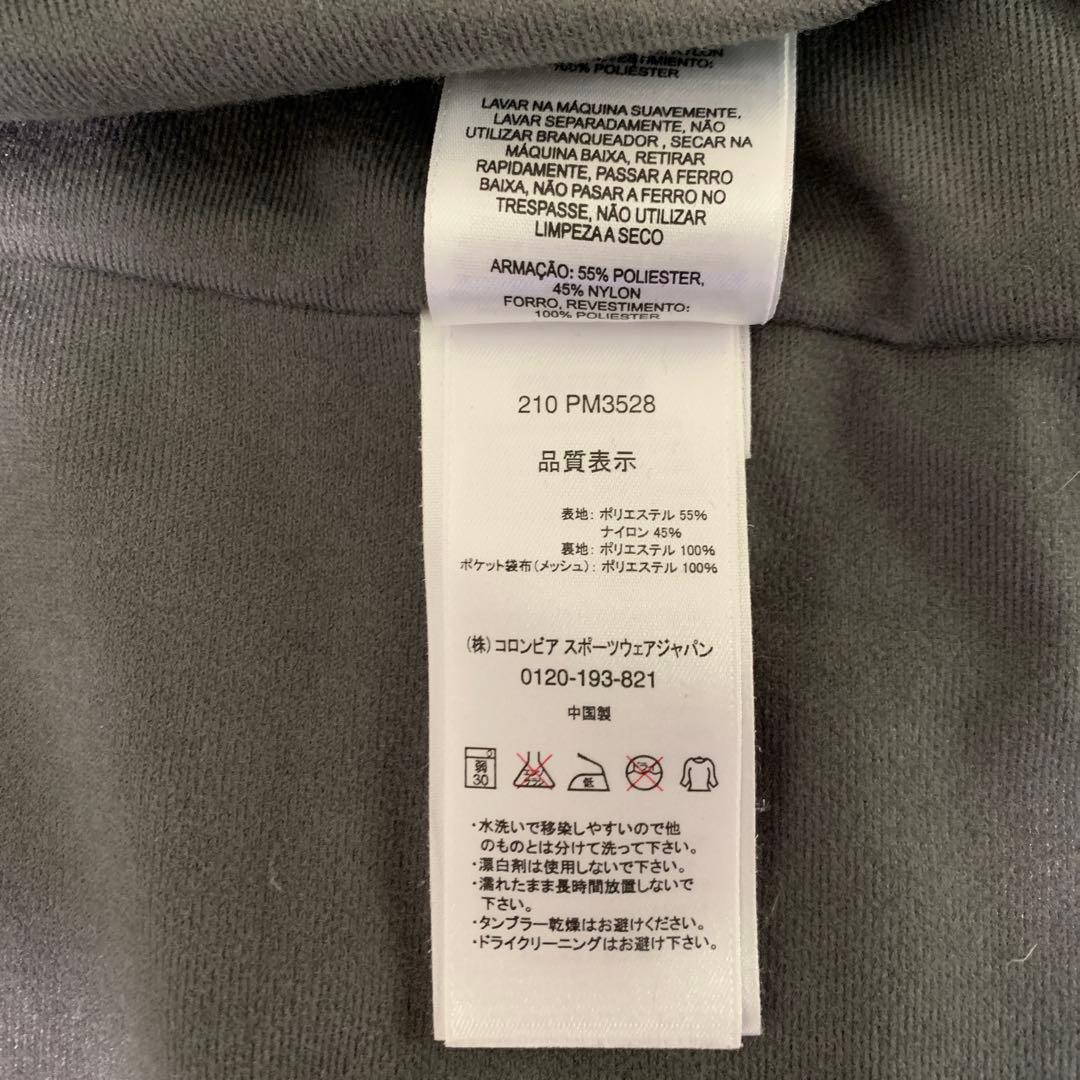 100% POLIÉSTER
LAVAR NA MÁQUINA SUAVEMENTE,
LAVAR SEPARADAMENTE, NÃO
UTILIZAR BRANQUEADOR , SECAR NA
MÁQUINA BAIXA, RETIRAR
RAPIDAMENTE, PASSAR A FERRO
BAIXA, NÃO PASAR A FERRO NO
TRESPASSE, NÃO UTILIZAR
LIMPEZA A SECO
ARMAÇÃO: 55% POLIESTER,
45% NYLON
FORRO, REVESTIMENTO:
100% POLIESTER
210 PM3528
品質表示
表地: ポリエステル 55%
ナイロン 45%
裏地: ポリエステル 100%
ポケット袋布(メッシュ): ポリエステル 100%
(株)コロンビア スポーツウェアジャパン
0120-193-821
中国製
弱
30
低
・水洗いで移染しやすいので他
のものとは分けて洗って下さい。
・漂白剤は使用しないで下さい。
・濡れたまま長時間放置しないで
下さい。
・タンブラー乾燥はお避けください。
・ドライクリーニングはお避け下さい。